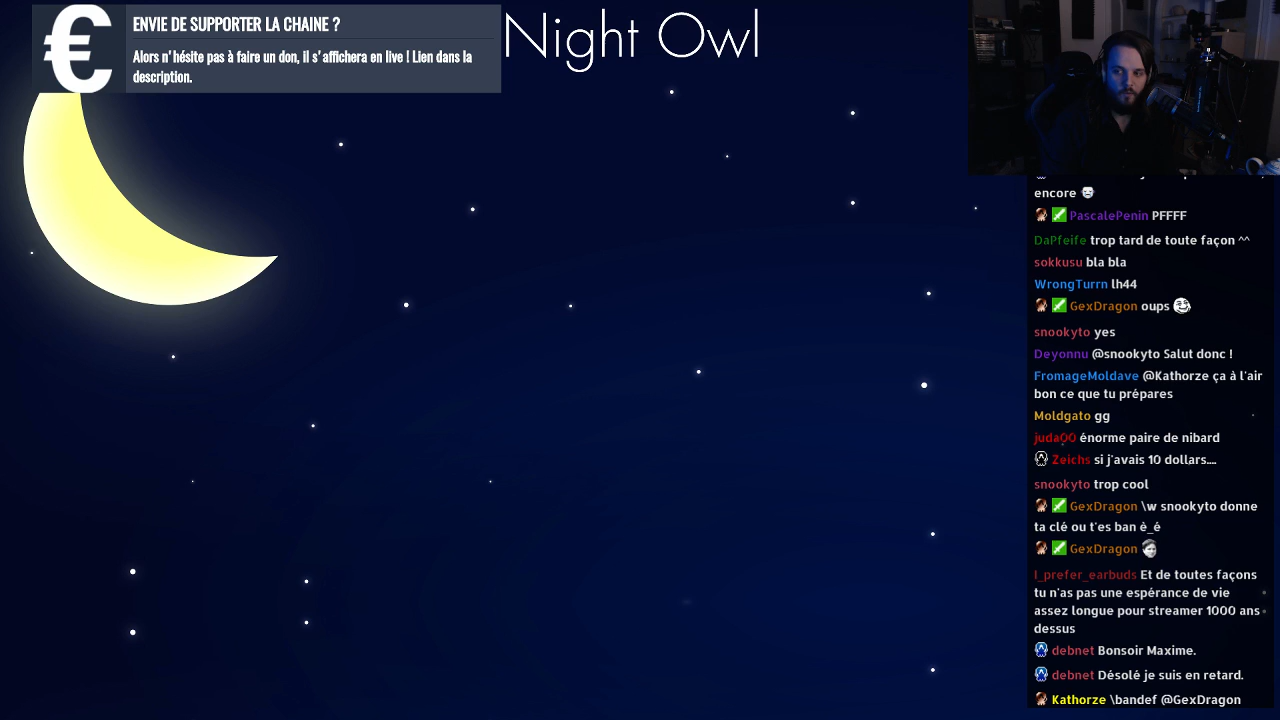 ENVIE DE SUPPORTER LA CHAINE ?
Alors n'hésite pas à faire un don, il s'affichera en live ! Lien dans la
description.
Night Owl
encore
PascalePenin PFFFF
DaPfeife trop tard de toute façon ^^
sokkusu bla bla
WrongTurrn lh44
GexDragon oups
snookyto yes
Deyonnu @snookyto Salut donc !
FromageMoldave @Kathorze ça à l'air
bon ce que tu prépares
Moldgato gg
judaQ0 énorme paire de nibard
Zeichs si j'avais 10 dollars....
snookyto trop cool
GexDragon \w snookyto donne
ta clé ou t'es ban è_é
GexDragon
I_prefer_earbuds Et de toutes façons
tu n'as pas une espérance de vie
assez longue pour streamer 1000 ans
dessus
debnet Bonsoir Maxime.
debnet Désolé je suis en retard.
Kathorze \bandef @GexDragon